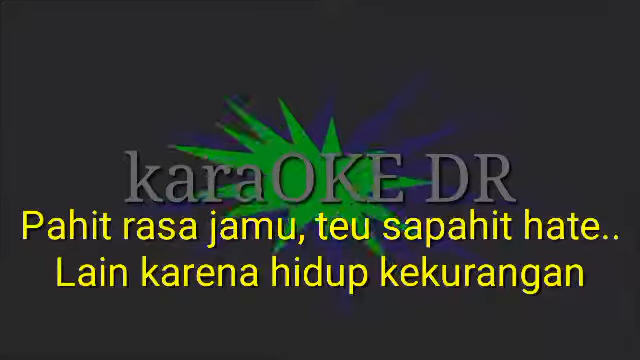 karaOKE DR
Pahit rasa jamu, teu sapahit hate..
Lain karena hidup kekurangan